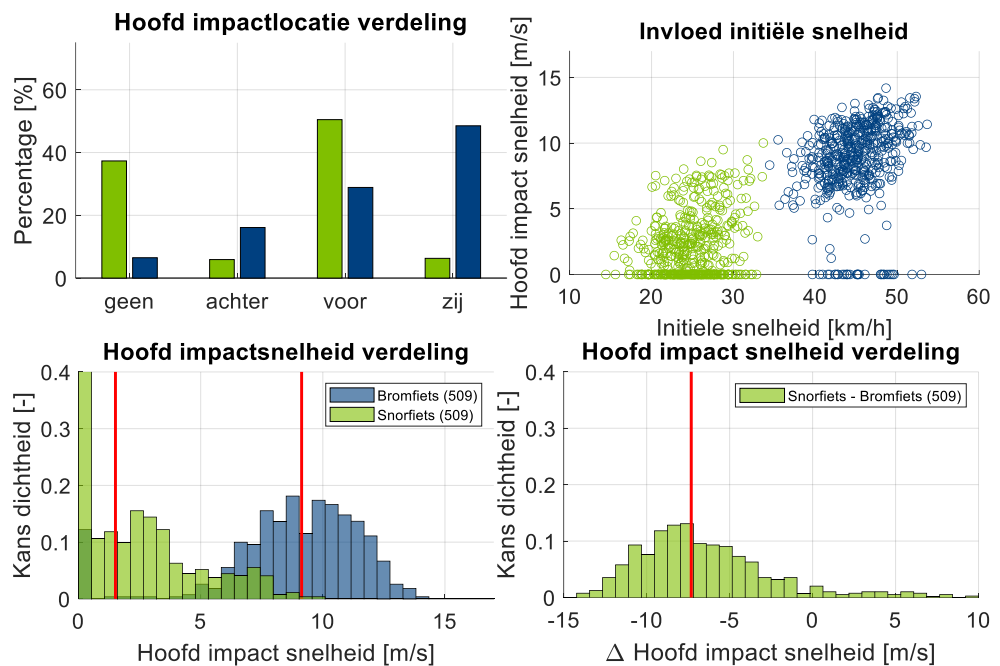 Hoofd impactlocatie verdeling
Percentage [%]
60
40
20
0
geen achter voor zij
Invloed initiële snelheid
Hoofd impact snelheid [m/s]
15
10
5
0
10 20 30 40 50 60
Initiele snelheid [km/h]
Hoofd impactsnelheid verdeling
Kans dichtheid [-]
0.4
0.3
0.2
0.1
0
Bromfiets (509)
Snorfiets (509)
0 5 10 15
Hoofd impact snelheid [m/s]
Hoofd impact snelheid verdeling
Kans dichtheid [-]
0.4
0.3
0.2
0.1
0
Snorfiets - Bromfiets (509)
-15 -10 -5 0 5 10
Δ Hoofd impact snelheid [m/s]